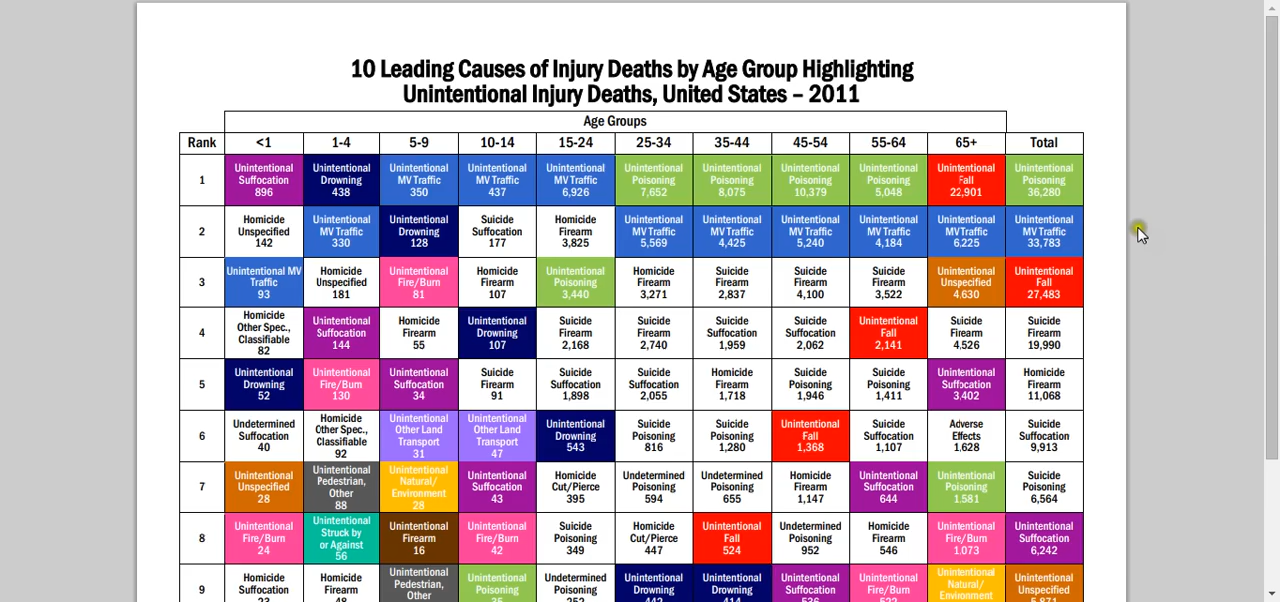 10 Leading Causes of Injury Deaths by Age Group Highlighting
Unintentional Injury Deaths, United States – 2011
Age Groups
Rank <1 1-4 5-9 10-14 15-24 25-34 35-44 45-54 55-64 65+ Total
1
Unintentional Suffocation 896
Unintentional Drowning 438
Unintentional MV Traffic 350
Unintentional MV Traffic 437
Unintentional MV Traffic 6,926
Unintentional Poisoning 7,652
Unintentional Poisoning 8,075
Unintentional Poisoning 10,379
Unintentional Poisoning 5,048
Unintentional Fall 22,901
Unintentional Poisoning 36,280
2
Homicide Unspecified 142
Unintentional MV Traffic 330
Unintentional Drowning 128
Suicide Suffocation 177
Homicide Firearm 3,825
Unintentional MV Traffic 5,569
Unintentional MV Traffic 4,425
Unintentional MV Traffic 5,240
Unintentional MV Traffic 4,184
Unintentional MVTraffic 6,225
Unintentional MV Traffic 33,783
3
Unintentional MV Traffic 93
Homicide Unspecified 181
Unintentional Fire/Burn 81
Homicide Firearm 107
Unintentional Poisoning 3,440
Homicide Firearm 3,271
Suicide Firearm 2,837
Suicide Firearm 4,100
Suicide Firearm 3,522
Unintentional Unspecified 4,630
Unintentional Fall 27,483
4
Homicide Other Spec., Classifiable 82
Unintentional Suffocation 144
Homicide Firearm 55
Unintentional Drowning 107
Suicide Firearm 2,168
Suicide Firearm 2,740
Suicide Suffocation 1,959
Suicide Suffocation 2,062
Unintentional Fall 2,141
Suicide Firearm 4,526
Suicide Firearm 19,990
5
Unintentional Drowning 52
Unintentional Fire/Burn 130
Unintentional Suffocation 34
Suicide Firearm 91
Suicide Suffocation 1,898
Suicide Suffocation 2,055
Homicide Firearm 1,718
Suicide Poisoning 1,946
Suicide Poisoning 1,411
Unintentional Suffocation 3,402
Homicide Firearm 11,068
6
Undetermined Suffocation 40
Homicide Other Spec., Classifiable 92
Unintentional Other Land Transport 31
Unintentional Other Land Transport 47
Unintentional Drowning 543
Suicide Poisoning 816
Suicide Poisoning 1,280
Unintentional Fall 1,368
Suicide Suffocation 1,107
Adverse Effects 1,628
Suicide Suffocation 9,913
7
Unintentional Unspecified 28
Unintentional Pedestrian, Other 88
Unintentional Natural/ Environment 28
Unintentional Suffocation 43
Homicide Cut/Pierce 395
Undetermined Poisoning 594
Undetermined Poisoning 655
Homicide Firearm 1,147
Unintentional Suffocation 644
Unintentional Poisoning 1,581
Suicide Poisoning 6,564
8
Unintentional Fire/Burn 24
Unintentional Struck by or Against 56
Unintentional Firearm 16
Unintentional Fire/Burn 42
Suicide Poisoning 349
Homicide Cut/Pierce 447
Unintentional Fall 524
Undetermined Poisoning 952
Homicide Firearm 546
Unintentional Fire/Burn 1,073
Unintentional Suffocation 6,242
9
Homicide Suffocation
Homicide Firearm
Unintentional Pedestrian, Other
Unintentional Poisoning
Undetermined Poisoning
Unintentional Drowning
Unintentional Drowning
Unintentional Suffocation
Unintentional Fire/Burn
Unintentional Natural/ Environment
Unintentional Unspecified